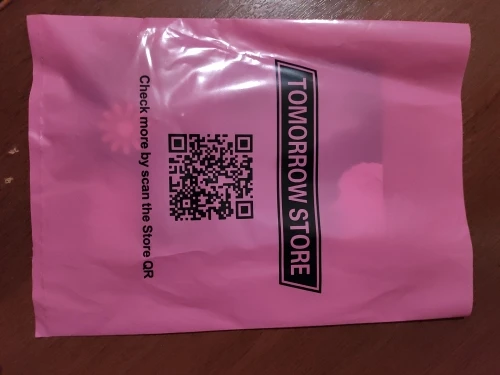 TOMORROW STORE
Check more by scan the Store QR